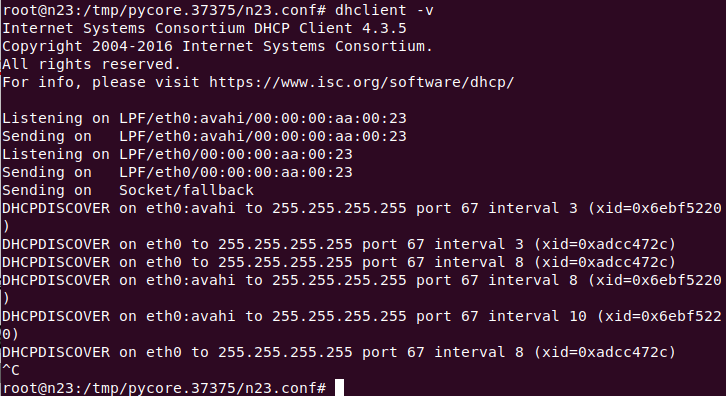 root@n23:/tmp/pycore.37375/n23.conf# dhclient -v
Internet Systems Consortium DHCP Client 4.3.5
Copyright 2004-2016 Internet Systems Consortium.
All rights reserved.
For info, please visit https://www.isc.org/software/dhcp/

Listening on LPF/eth0:avahi/00:00:00:aa:00:23
Sending on   LPF/eth0:avahi/00:00:00:aa:00:23
Listening on LPF/eth0/00:00:00:aa:00:23
Sending on   LPF/eth0/00:00:00:aa:00:23
Sending on   Socket/fallback
DHCPDISCOVER on eth0:avahi to 255.255.255.255 port 67 interval 3 (xid=0x6ebf5220
)
DHCPDISCOVER on eth0 to 255.255.255.255 port 67 interval 3 (xid=0xadcc472c)
DHCPDISCOVER on eth0 to 255.255.255.255 port 67 interval 8 (xid=0xadcc472c)
DHCPDISCOVER on eth0:avahi to 255.255.255.255 port 67 interval 8 (xid=0x6ebf5220
)
DHCPDISCOVER on eth0:avahi to 255.255.255.255 port 67 interval 10 (xid=0x6ebf522
0)
DHCPDISCOVER on eth0 to 255.255.255.255 port 67 interval 8 (xid=0xadcc472c)
^C
root@n23:/tmp/pycore.37375/n23.conf#